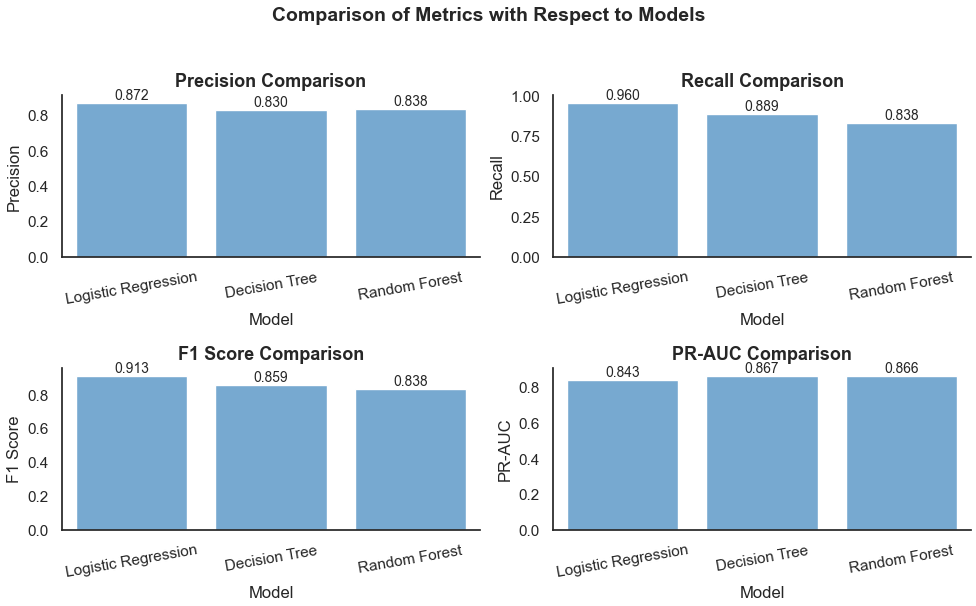 Comparison of Metrics with Respect to Models
Precision Comparison
0.872 0.830 0.838
0.8
0.6
0.4
0.2
0.0
Precision
Logistic Regression Decision Tree Random Forest
Model
Recall Comparison
0.960 0.889 0.838
1.00
0.75
0.50
0.25
0.00
Recall
Logistic Regression Decision Tree Random Forest
Model
F1 Score Comparison
0.913 0.859 0.838
0.8
0.6
0.4
0.2
0.0
F1 Score
Logistic Regression Decision Tree Random Forest
Model
PR-AUC Comparison
0.843 0.867 0.866
0.8
0.6
0.4
0.2
0.0
PR-AUC
Logistic Regression Decision Tree Random Forest
Model